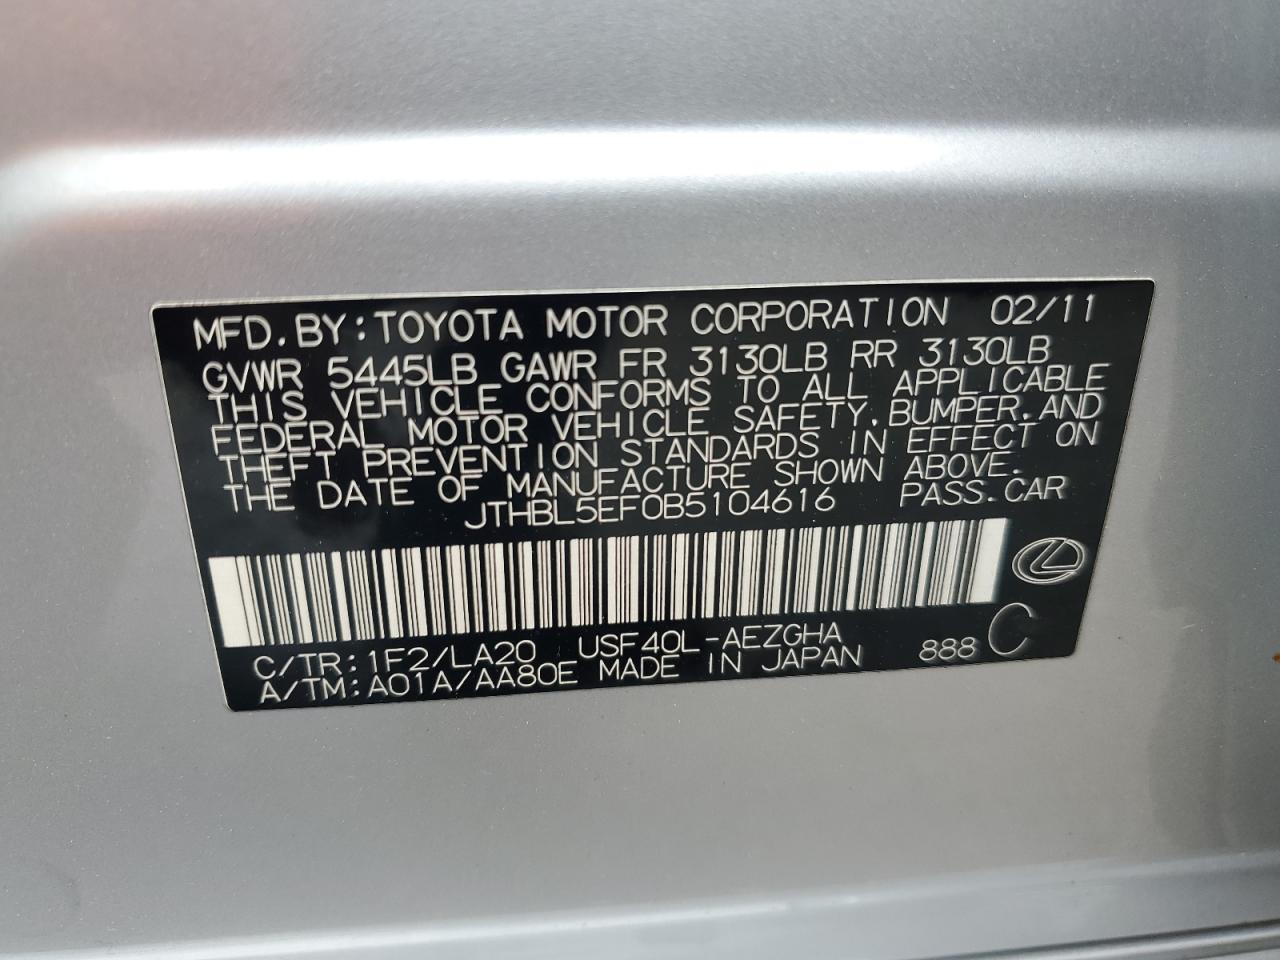 MFD. BY: TOYOTA MOTOR CORPORATION 02/11
GVWR 5445LB GAWR FR 3130LB RR 3130LB
THIS VEHICLE CONFORMS TO ALL APPLICABLE
FEDERAL MOTOR VEHICLE SAFETY, BUMPER, AND
THEFT PREVENTION STANDARDS IN EFFECT ON
THE DATE OF MANUFACTURE SHOWN ABOVE.
JTHBL5EF0B5104616 PASS. CAR
C/TR: 1F2/LA20 USF40L-AEZGHA
A/TM: A01A/AA80E MADE IN JAPAN 888 C